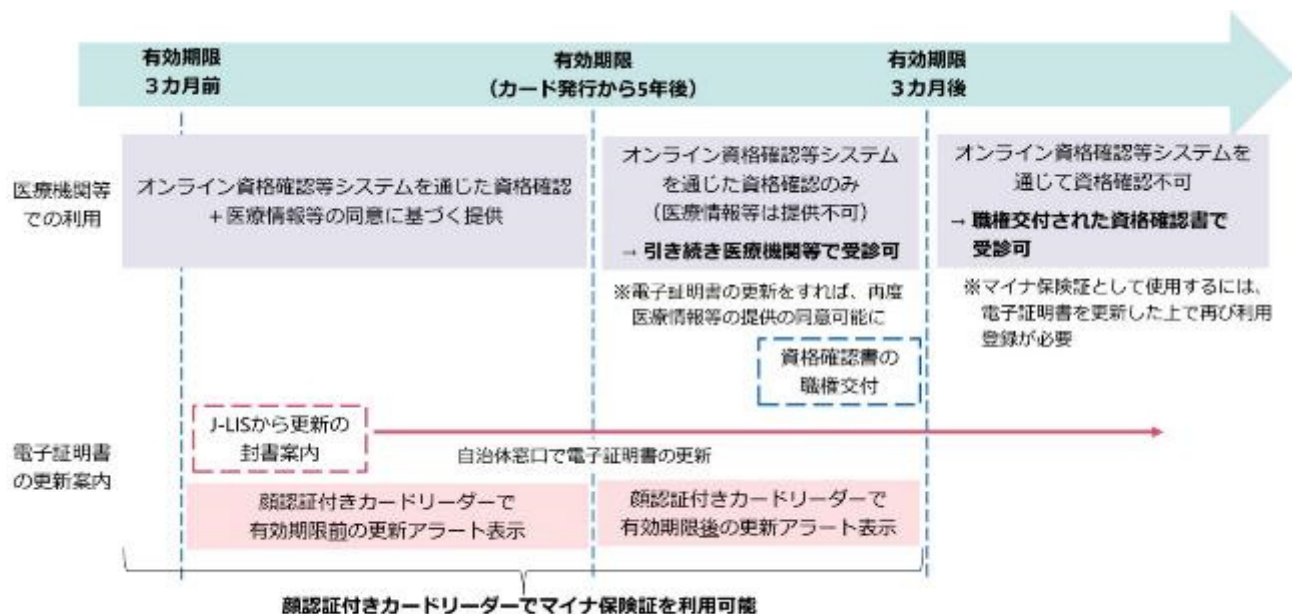 有効期限
3カ月前
有効期限
(カード発行から5年後)
有効期限
3カ月後
医療機関等
での利用
オンライン資格確認等システムを通じた資格確認
+医療情報等の同意に基づく提供
オンライン資格確認等システム
を通じた資格確認のみ
(医療情報等は提供不可)
→ 引き続き医療機関等で受診可
※電子証明書の更新をすれば、再度
医療情報等の提供の同意可能に
オンライン資格確認等システムを
通じて資格確認不可
→ 職権交付された資格確認書で
受診可
※マイナ保険証として使用するには、
電子証明書を更新した上で再び利用
登録が必要
資格確認書の
職権交付
電子証明書
の更新案内
J-LISから更新の
封書案内
自治体窓口で電子証明書の更新
顔認証付きカードリーダーで
有効期限前の更新アラート表示
顔認証付きカードリーダーで
有効期限後の更新アラート表示
顔認証付きカードリーダーでマイナ保険証を利用可能